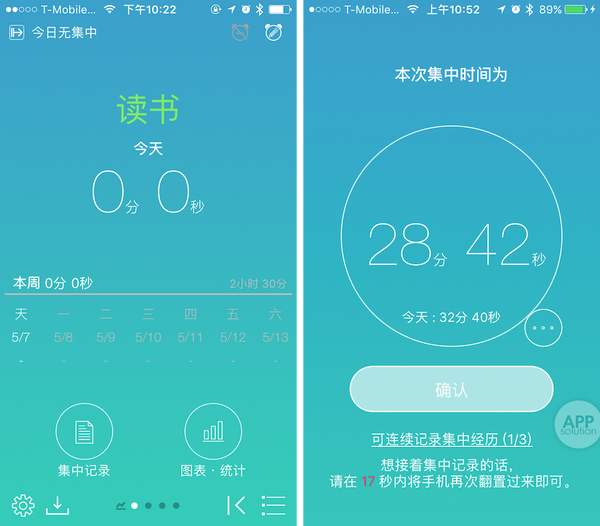 T-Mobile... 下午10:22
今日无集中
读书
今天
0分 0秒
本周 0分 0秒 2小时 30分
天 一 二 三 四 五 六
5/7 5/8 5/9 5/10 5/11 5/12 5/13
-
集中记录 图表·统计
T-Mobile... 上午10:52 89%
本次集中时间为
28分 42秒
今天 : 32分 40秒
确认
可连续记录集中经历 (1/3)
想接着集中记录的话,
请在 17 秒内将手机再次翻置过来即可。
APP
solution